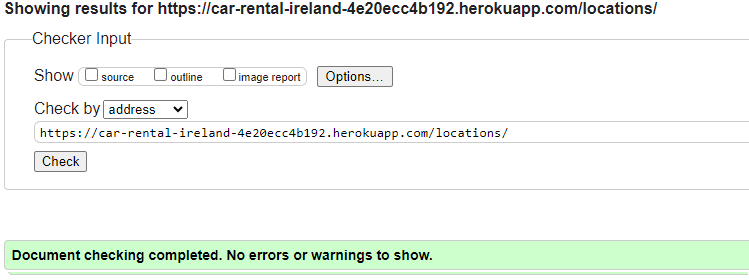 Showing results for https://car-rental-ireland-4e20ecc4b192.herokuapp.com/locations/
Checker Input
Show source outline image report Options...
Check by address
https://car-rental-ireland-4e20ecc4b192.herokuapp.com/locations/
Check
Document checking completed. No errors or warnings to show.